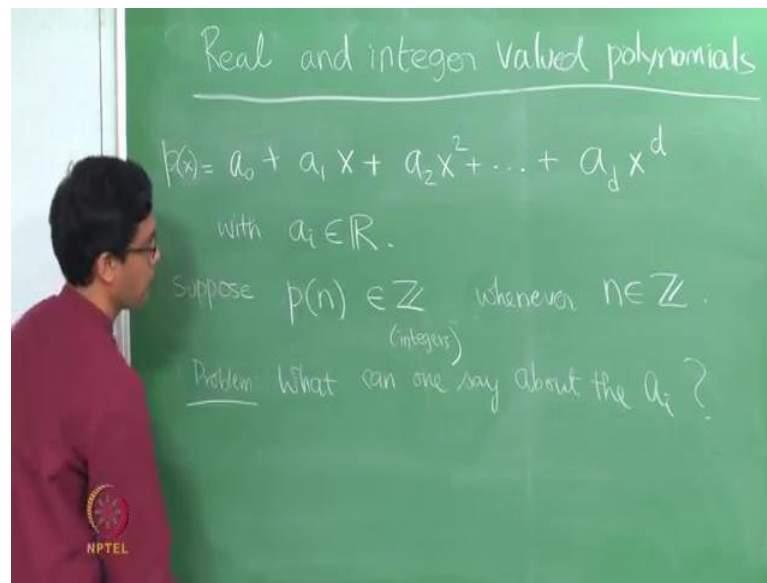 Real and integer valued polynomials
p(x) = a₀ + a₁ x + a₂ x² + ... + a_d x^d
with aᵢ ∈ ℝ.
Suppose p(n) ∈ ℤ whenever n ∈ ℤ.
(integers)
Problem What can one say about the aᵢ ?
NPTEL